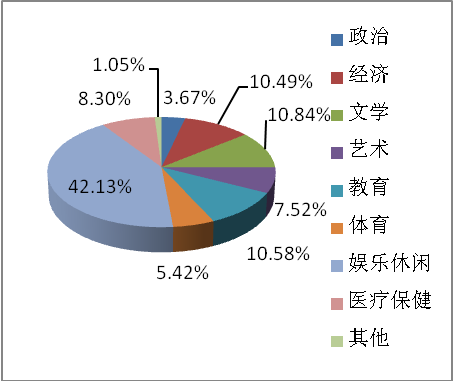 1.05%
8.30%
3.67%
10.49%
10.84%
42.13%
7.52%
10.58%
5.42%
政治
经济
文学
艺术
教育
体育
娱乐休闲
医疗保健
其他